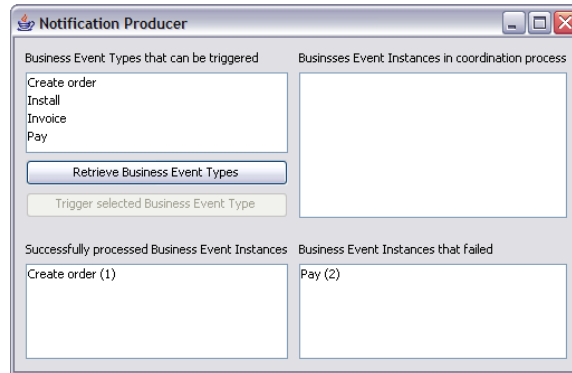 Notification Producer
Business Event Types that can be triggered
Create order
Install
Invoice
Pay
Retrieve Business Event Types
Trigger selected Business Event Type
Businsses Event Instances in coordination process
Successfully processed Business Event Instances
Create order (1)
Business Event Instances that failed
Pay (2)